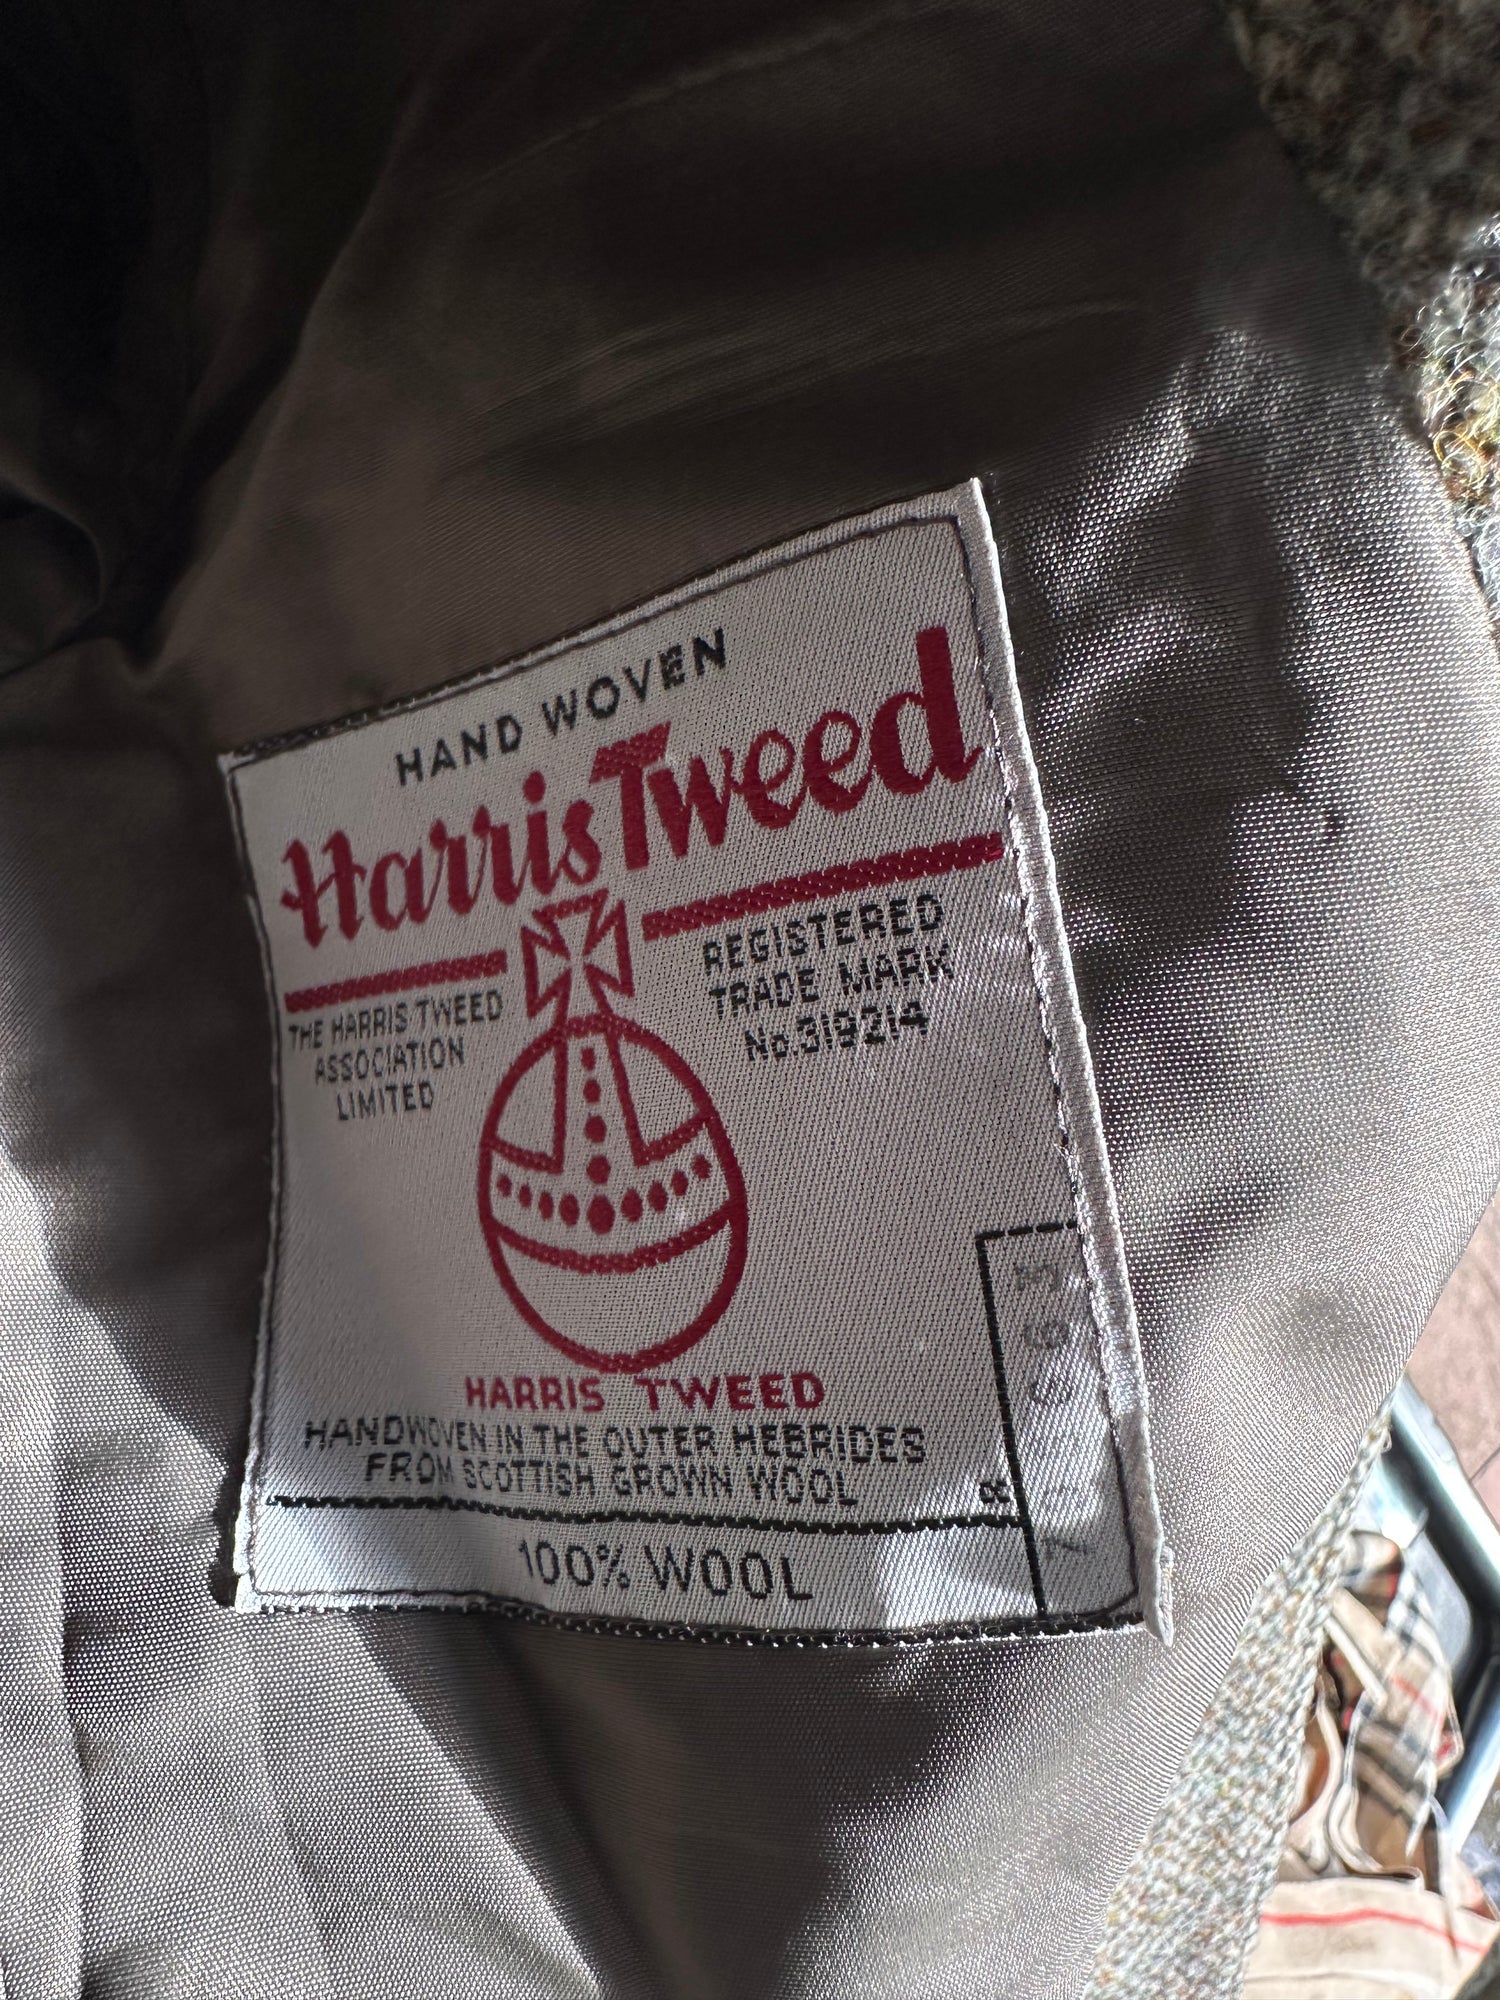 HAND WOVEN
Harris Tweed
THE HARRIS TWEED
ASSOCIATION
LIMITED
REGISTERED
TRADE MARK
No.319214
HARRIS TWEED
HANDWOVEN IN THE OUTER HEBRIDES
FROM SCOTTISH GROWN WOOL
R
100% WOOL